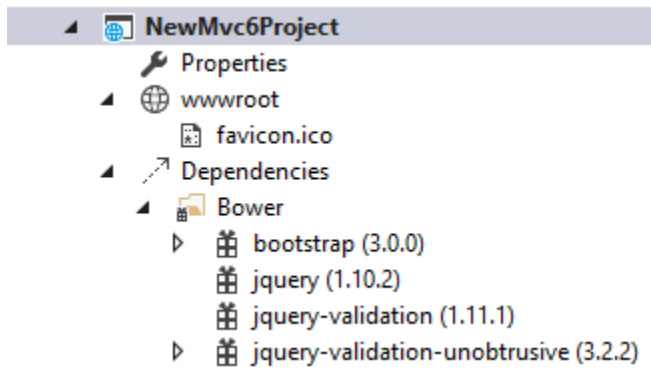 NewMvc6Project
Properties
wwwroot
favicon.ico
Dependencies
Bower
bootstrap (3.0.0)
jquery (1.10.2)
jquery-validation (1.11.1)
jquery-validation-unobtrusive (3.2.2)